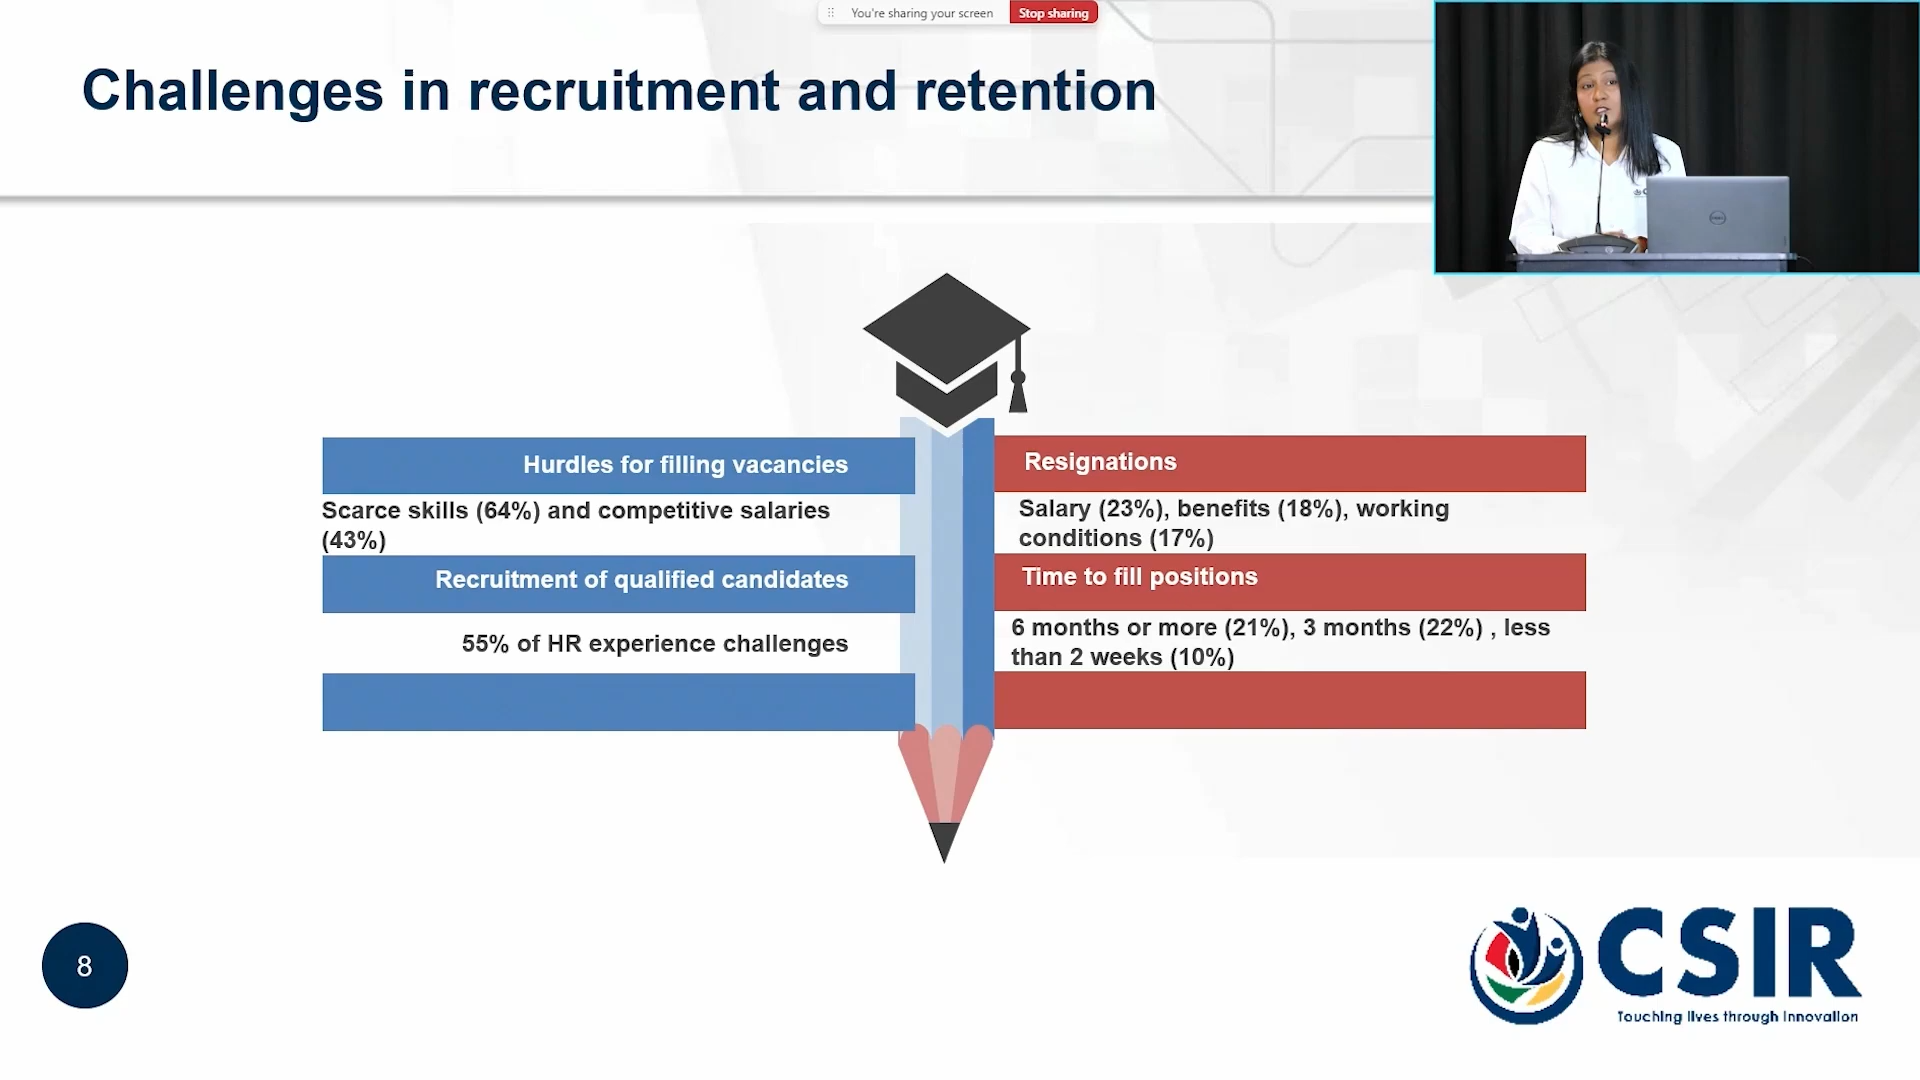 You're sharing your screen
Stop sharing
Challenges in recruitment and retention
Hurdles for filling vacancies
Scarce skills (64%) and competitive salaries
(43%)
Recruitment of qualified candidates
55% of HR experience challenges
Resignations
Salary (23%), benefits (18%), working
conditions (17%)
Time to fill positions
6 months or more (21%), 3 months (22%) , less
than 2 weeks (10%)
8
CSIR
Touching lives through innovation